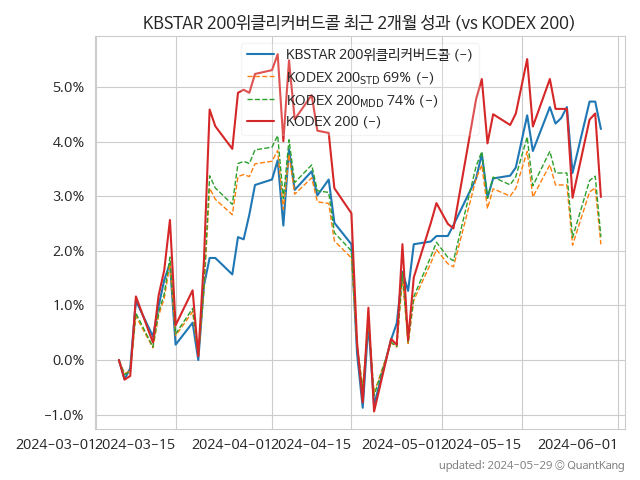 KBSTAR 200위클리커버드콜 최근 2개월 성과 (vs KODEX 200)
KBSTAR 200위클리커버드콜 (-)
KODEX 200STD 69% (-)
KODEX 200MDD 74% (-)
KODEX 200 (-)
5.0%
4.0%
3.0%
2.0%
1.0%
0.0%
-1.0%
2024-03-01 2024-03-15 2024-04-01 2024-04-15 2024-05-01 2024-05-15 2024-06-01
updated: 2024-05-29 © QuantKang